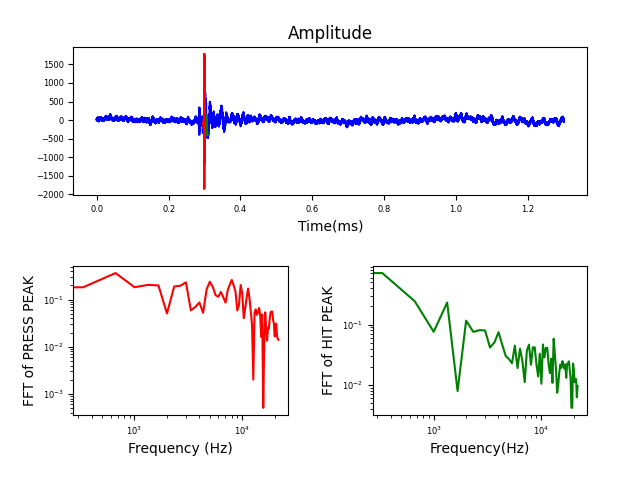 Amplitude
1500
1000
500
0
−500
−1000
−1500
−2000
0.0 0.2 0.4 0.6 0.8 1.0 1.2
Time(ms)
FFT of PRESS PEAK
10⁻¹
10⁻²
10⁻³
10³ 10⁴
Frequency (Hz)
FFT of HIT PEAK
10⁻¹
10⁻²
10³ 10⁴
Frequency(Hz)